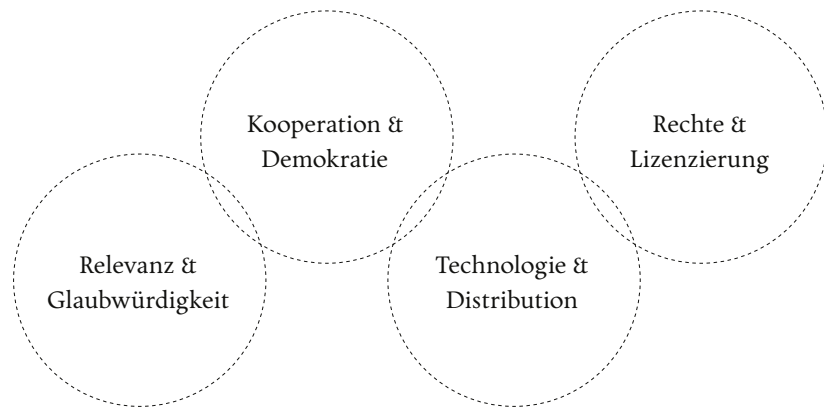 Kooperation &
Demokratie
Rechte &
Lizenzierung
Relevanz &
Glaubwürdigkeit
Technologie &
Distribution